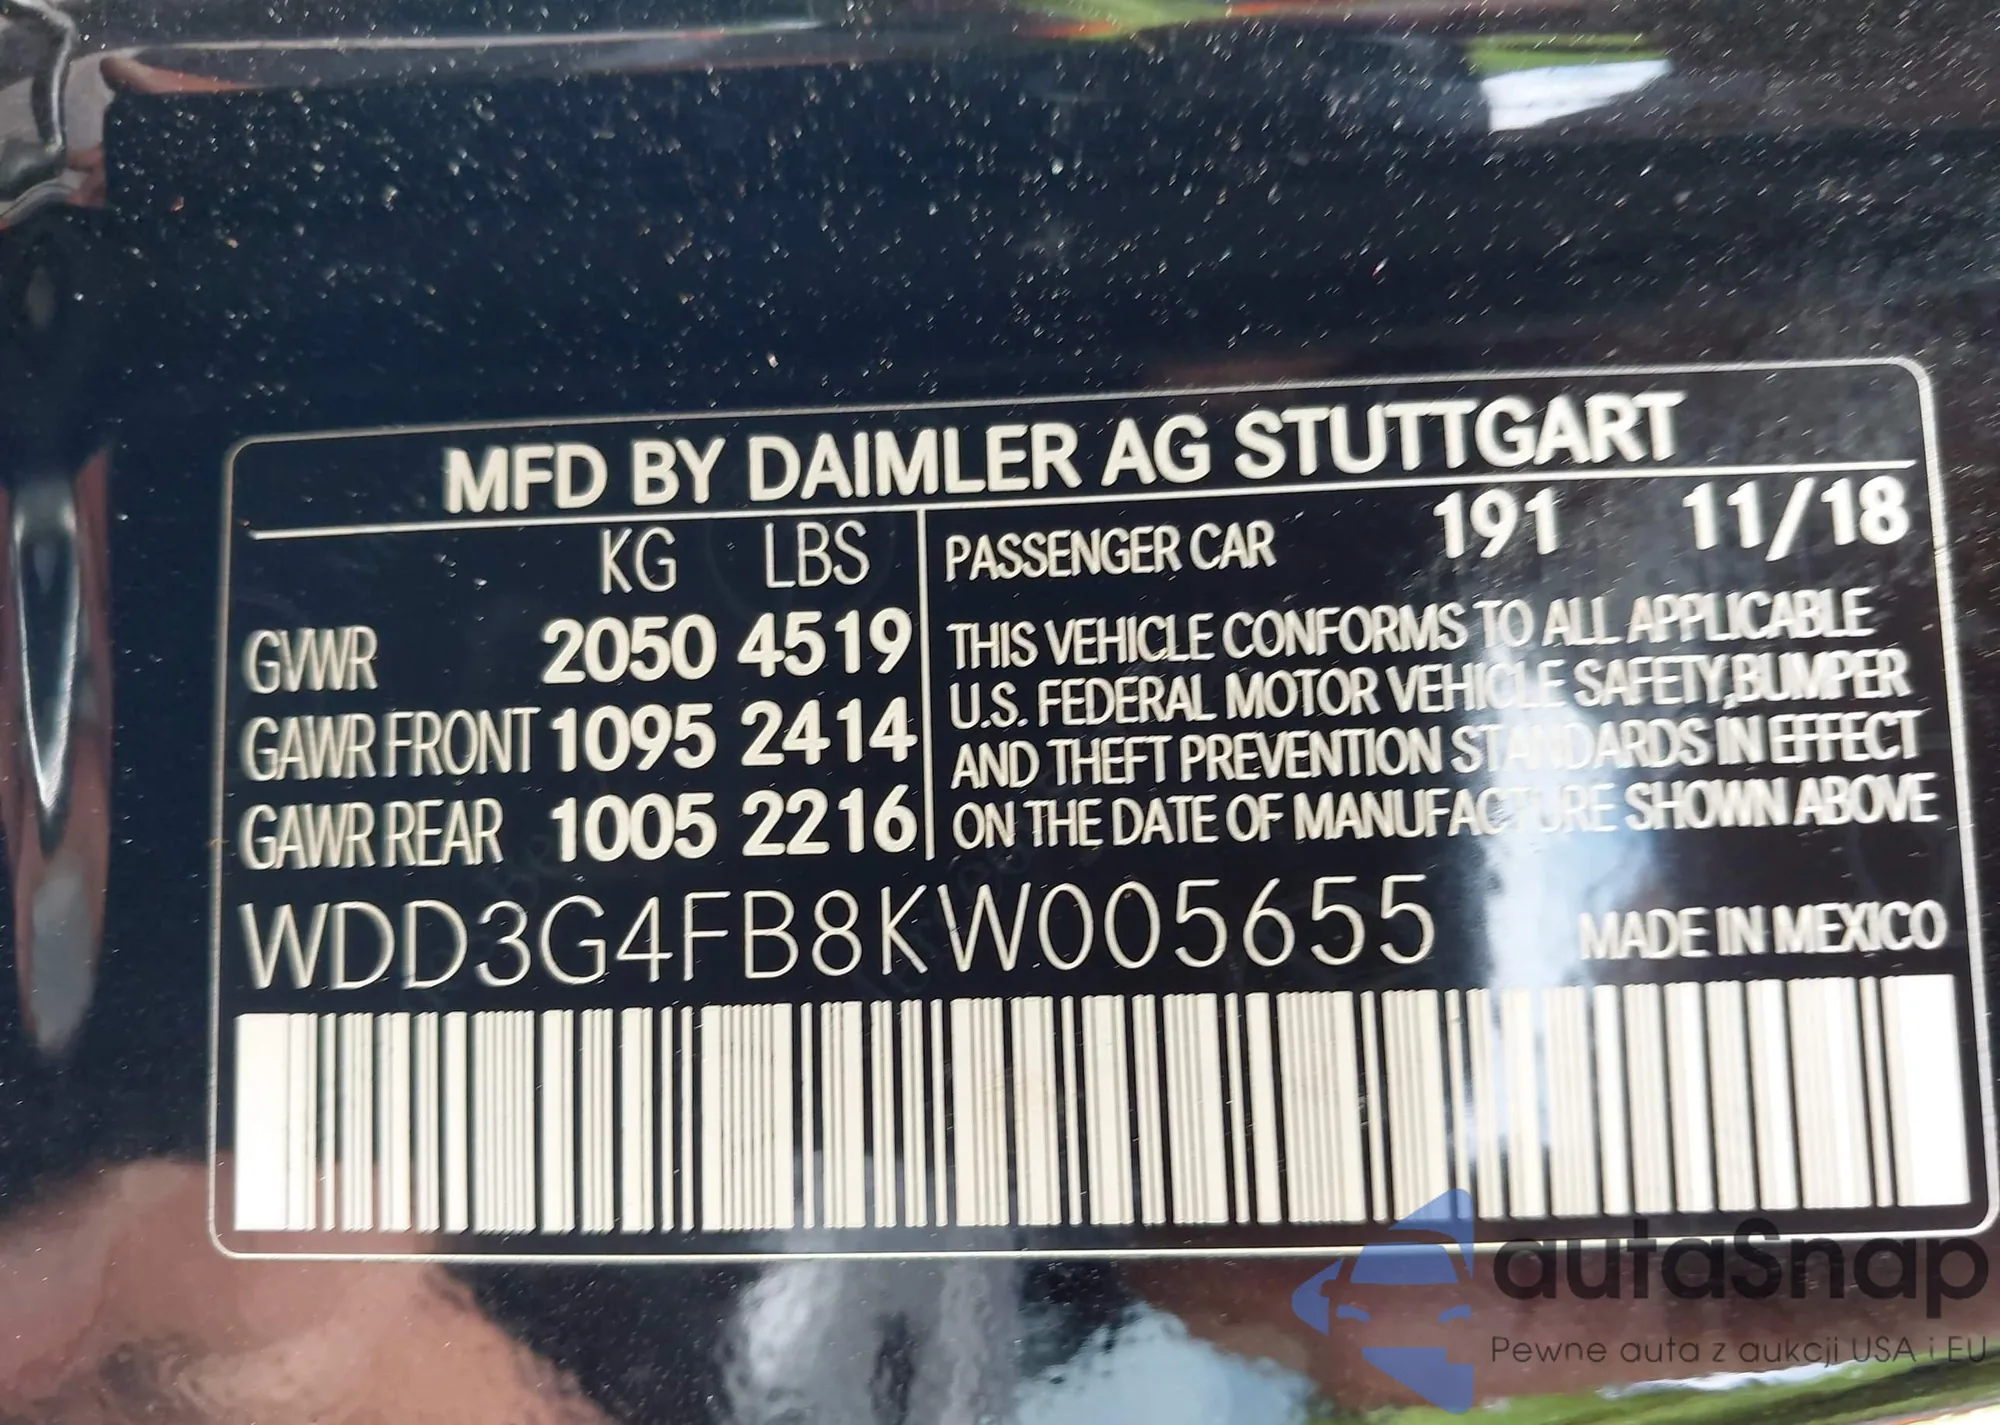 MFD BY DAIMLER AG STUTTGART
KG LBS
GVWR 2050 4519
GAWR FRONT 1095 2414
GAWR REAR 1005 2216
PASSENGER CAR 191 11/18
THIS VEHICLE CONFORMS TO ALL APPLICABLE
U.S. FEDERAL MOTOR VEHICLE SAFETY, BUMPER
AND THEFT PREVENTION STANDARDS IN EFFECT
ON THE DATE OF MANUFACTURE SHOWN ABOVE
WDD3G4FB8KW005655
MADE IN MEXICO
autaSnap
Pewne auta z aukcji USA i EU